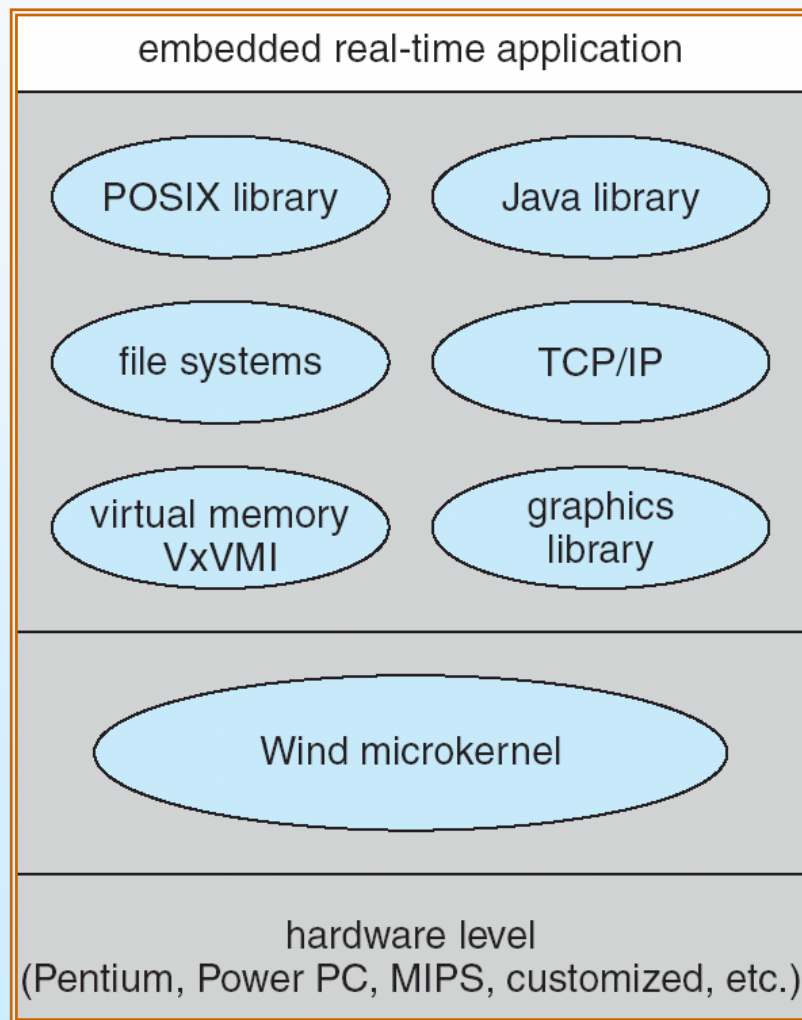 embedded real-time application
POSIX library
Java library
file systems
TCP/IP
virtual memory
VxVMI
graphics
library
Wind microkernel
hardware level
(Pentium, Power PC, MIPS, customized, etc.)